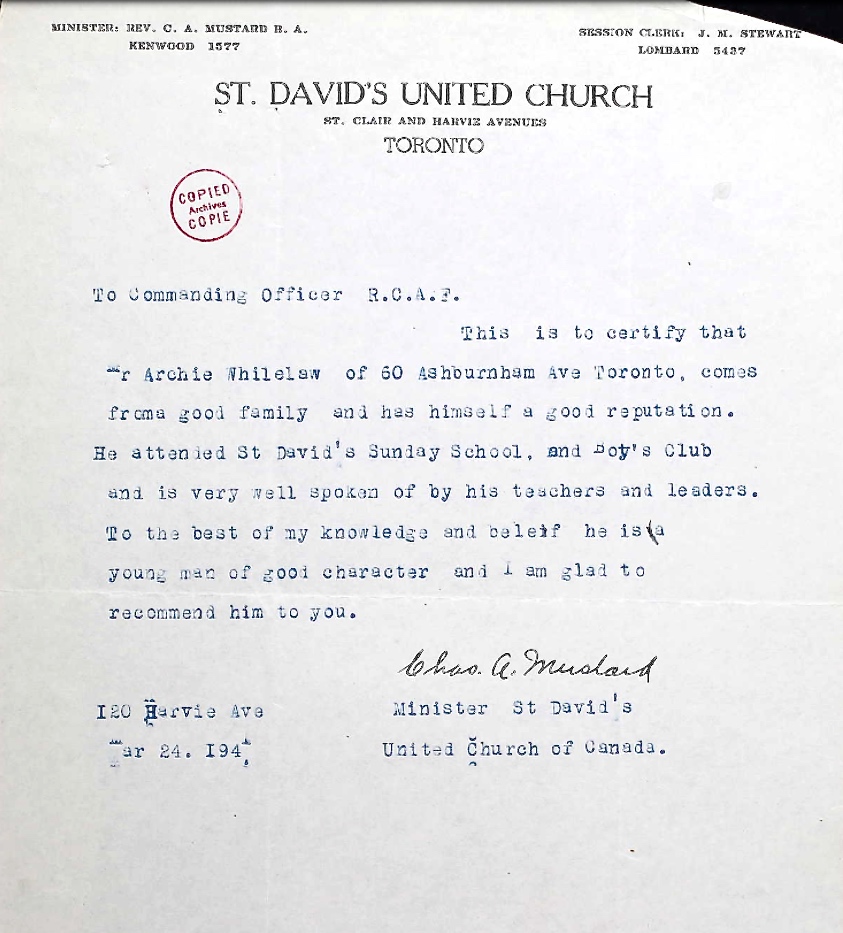 MINISTER: REV. C. A. MUSTARD B. A.
KENWOOD 1577
SESSION CLERK: J. M. STEWART
LOMBARD 5437
ST. DAVID'S UNITED CHURCH
ST. CLAIR AND HARVIE AVENUES
TORONTO
COPIED
Archives
COPIE
To Commanding Officer R.C.A.F.
This is to certify that
Mr Archie Whilelaw of 60 Ashburnham Ave Toronto, comes
froma good family and has himself a good reputation.
He attended St David's Sunday School, and Boy's Club
and is very well spoken of by his teachers and leaders.
To the best of my knowledge and beleif he is a
young man of good character and I am glad to
recommend him to you.
Chas. A. Mustard
I20 Harvie Ave
Minister St David's
Mar 24. I94
United Church of Canada.